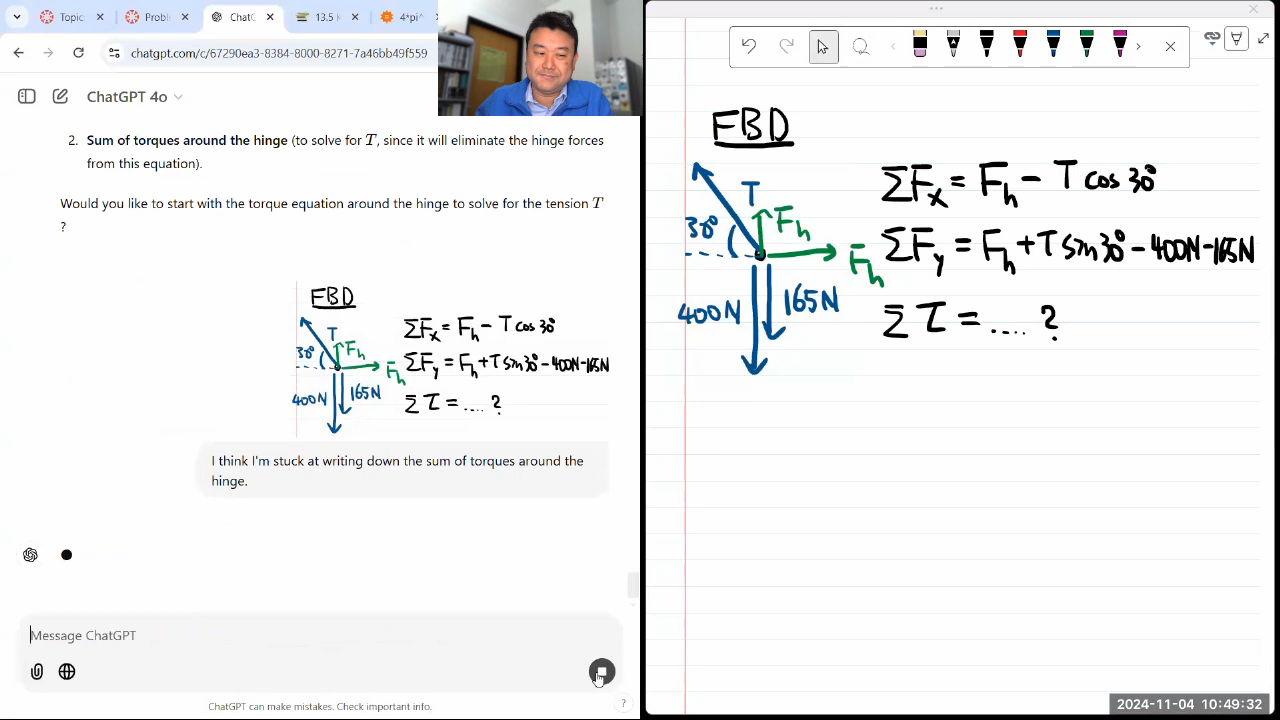 Topic
Probl
ChatG
13.5 k
4*pi^
chatgpt.com/c/
ChatGPT 4o
2. Sum of torques around the hinge (to solve for T, since it will eliminate the hinge forces
from this equation).
Would you like to start with the torque equation around the hinge to solve for the tension T
?
FBD
T
30°
Fh
Fh
400N
165N
ΣFx = Fh - T cos 30°
ΣFy = Fh + T sin 30° - 400N - 165N
Στ = .... ?
I think I'm stuck at writing down the sum of torques around the
hinge.
Message ChatGPT
ChatGPT can make mistakes. Check important info.
?
FBD
T
30°
Fh
Fh
400N
165N
ΣFx = Fh - T cos 30°
ΣFy = Fh + T sin 30° - 400N - 165N
Στ = .... ?
2024-11-04 10:49:32